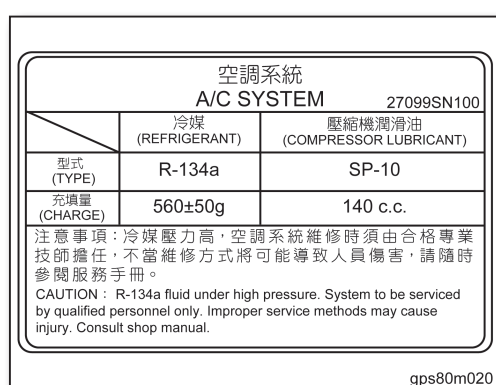 空調系統
A/C SYSTEM 27099SN100
冷媒
(REFRIGERANT)
壓縮機潤滑油
(COMPRESSOR LUBRICANT)
型式
(TYPE)
R-134a
SP-10
充填量
(CHARGE)
560±50g
140 c.c.
注意事項：冷媒壓力高，空調系統維修時須由合格專業
技師擔任，不當維修方式將可能導致人員傷害，請隨時
參閱服務手冊。
CAUTION : R-134a fluid under high pressure. System to be serviced
by qualified personnel only. Improper service methods may cause
injury. Consult shop manual.
gps80m020